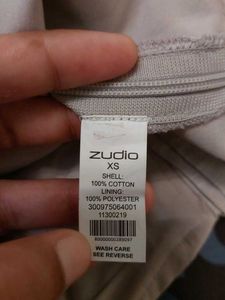 zudio
XS
SHELL:
100% COTTON
LINING:
100% POLYESTER
300975064001
11300219
WASH CARE
SEE REVERSE